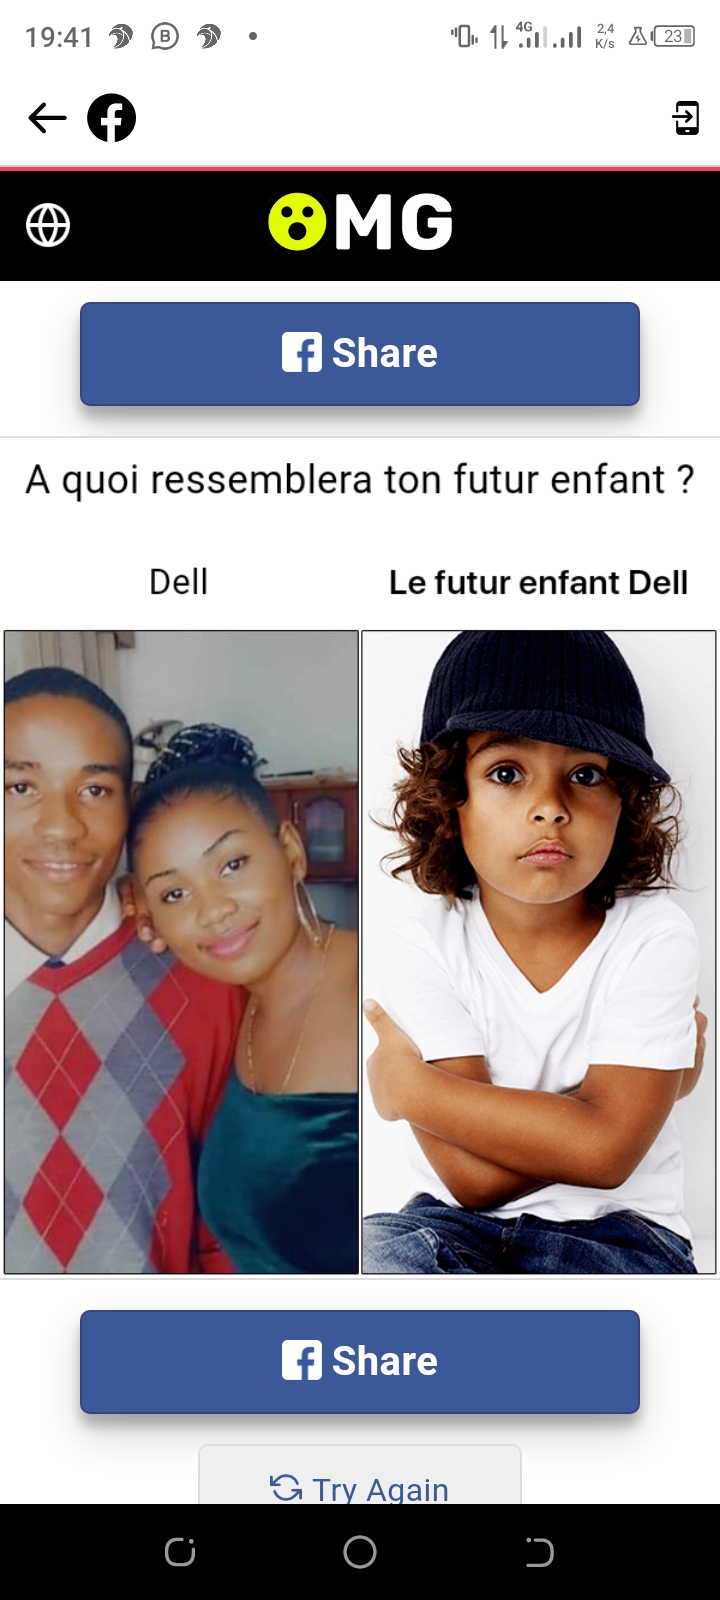 19:41
B
4G
2,4
K/s
23
MG
Share
A quoi ressemblera ton futur enfant ?
Dell
Le futur enfant Dell
Share
Try Again